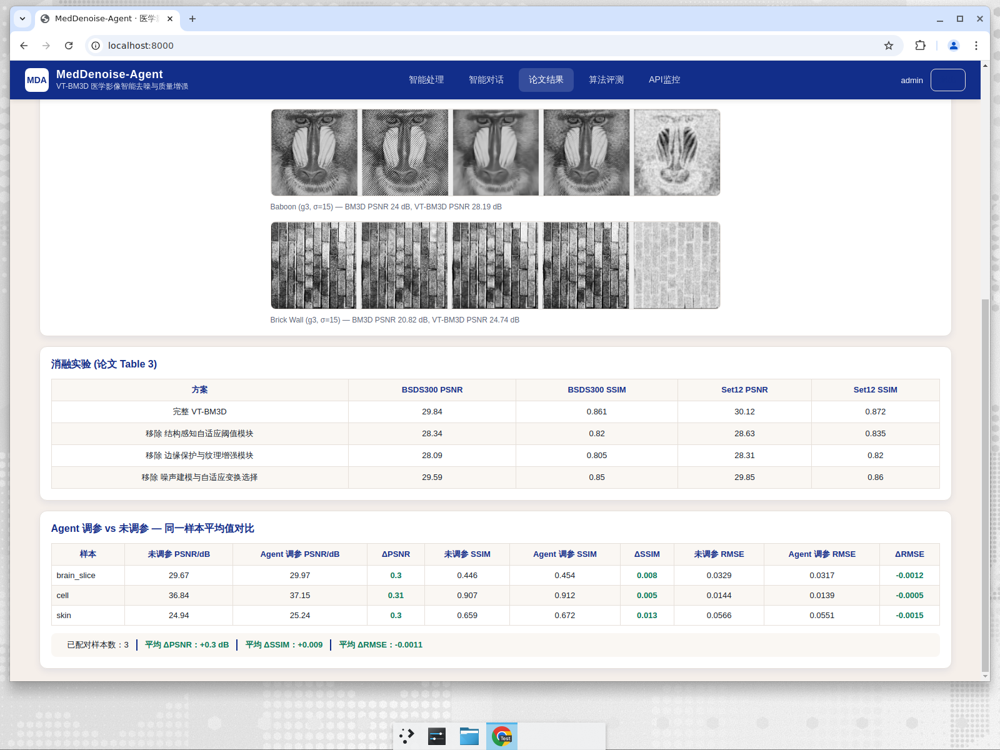 MedDenoise-Agent · 医学
localhost:8000
MDA
MedDenoise-Agent
VT-BM3D 医学影像智能去噪与质量增强
智能处理 智能对话 论文结果 算法评测 API监控
admin
Baboon (g3, σ=15) — BM3D PSNR 24 dB, VT-BM3D PSNR 28.19 dB
Brick Wall (g3, σ=15) — BM3D PSNR 20.82 dB, VT-BM3D PSNR 24.74 dB
消融实验 (论文 Table 3)
方案 BSDS300 PSNR BSDS300 SSIM Set12 PSNR Set12 SSIM
完整 VT-BM3D 29.84 0.861 30.12 0.872
移除 结构感知自适应阈值模块 28.34 0.82 28.63 0.835
移除 边缘保护与纹理增强模块 28.09 0.805 28.31 0.82
移除 噪声建模与自适应变换选择 29.59 0.85 29.85 0.86
Agent 调参 vs 未调参 — 同一样本平均值对比
样本 未调参 PSNR/dB Agent 调参 PSNR/dB ΔPSNR 未调参 SSIM Agent 调参 SSIM ΔSSIM 未调参 RMSE Agent 调参 RMSE ΔRMSE
brain_slice 29.67 29.97 0.3 0.446 0.454 0.008 0.0329 0.0317 -0.0012
cell 36.84 37.15 0.31 0.907 0.912 0.005 0.0144 0.0139 -0.0005
skin 24.94 25.24 0.3 0.659 0.672 0.013 0.0566 0.0551 -0.0015
已配对样本数：3 平均 ΔPSNR：+0.3 dB 平均 ΔSSIM：+0.009 平均 ΔRMSE：-0.0011
Test